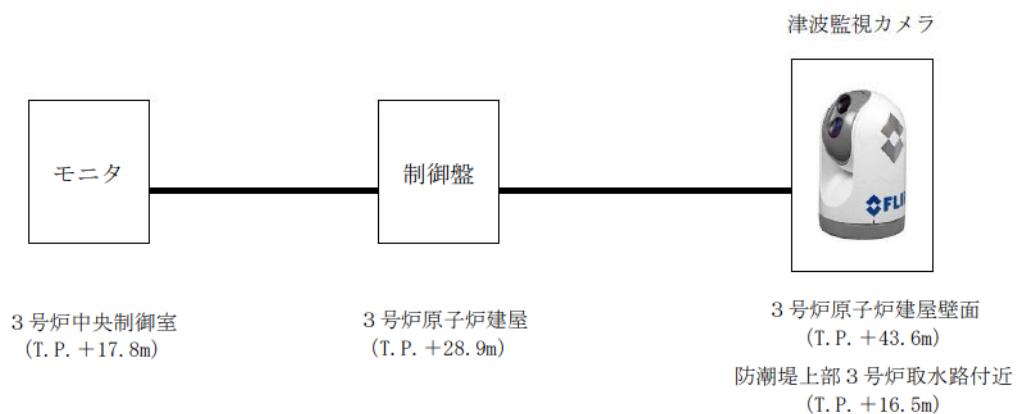 津波監視カメラ
モニタ
制御盤
FLI
3号炉中央制御室
(T.P.+17.8m)
3号炉原子炉建屋
(T.P.+28.9m)
3号炉原子炉建屋壁面
(T.P.+43.6m)
防潮堤上部3号炉取水路付近
(T.P.+16.5m)